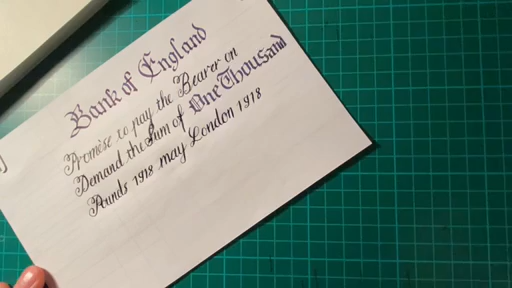 Bank of England
Promise to pay the Bearer on
Demand the Sum of One Thousand
Pounds 1918 may London 1918